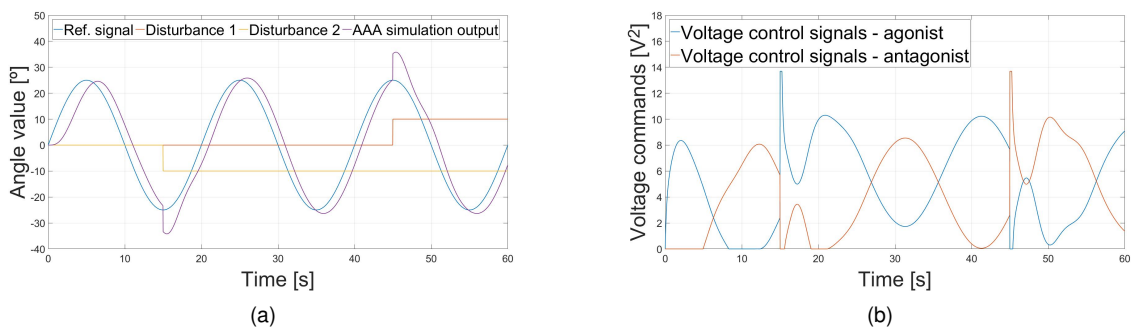 Ref. signal Disturbance 1 Disturbance 2 AAA simulation output
50
40
30
20
10
0
-10
-20
-30
-40
Angle value [º]
0 10 20 30 40 50 60
Time [s]
(a)
Voltage control signals - agonist
Voltage control signals - antagonist
18
16
14
12
10
8
6
4
2
0
Voltage commands [V²]
0 10 20 30 40 50 60
Time [s]
(b)